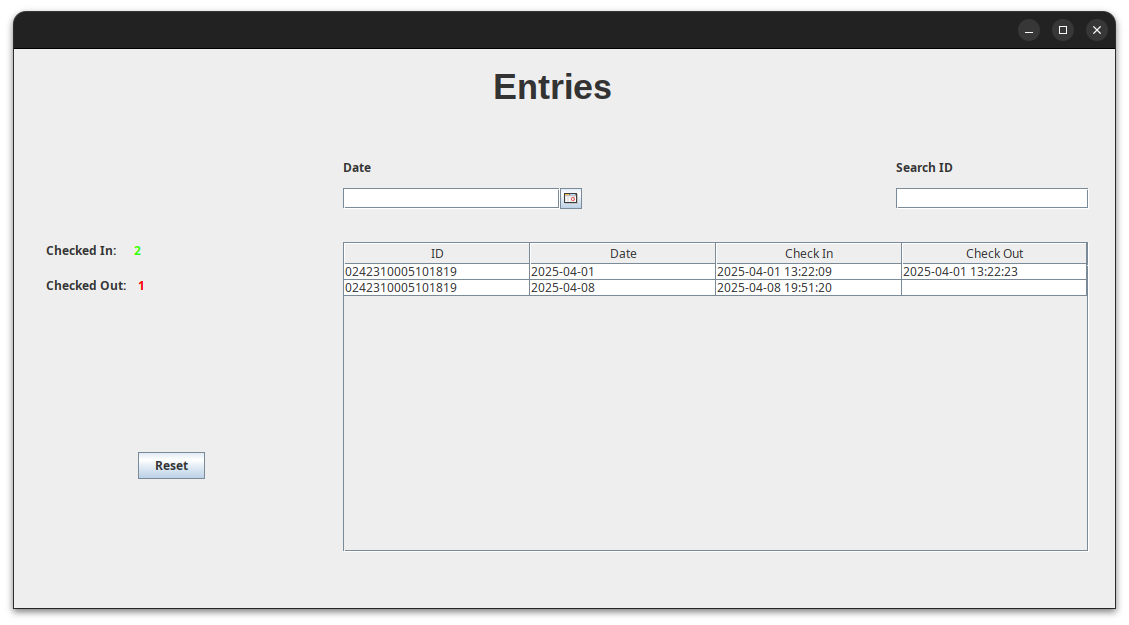 Entries
Date Search ID
Checked In: 2
Checked Out: 1
ID Date Check In Check Out
0242310005101819 2025-04-01 2025-04-01 13:22:09 2025-04-01 13:22:23
0242310005101819 2025-04-08 2025-04-08 19:51:20
Reset